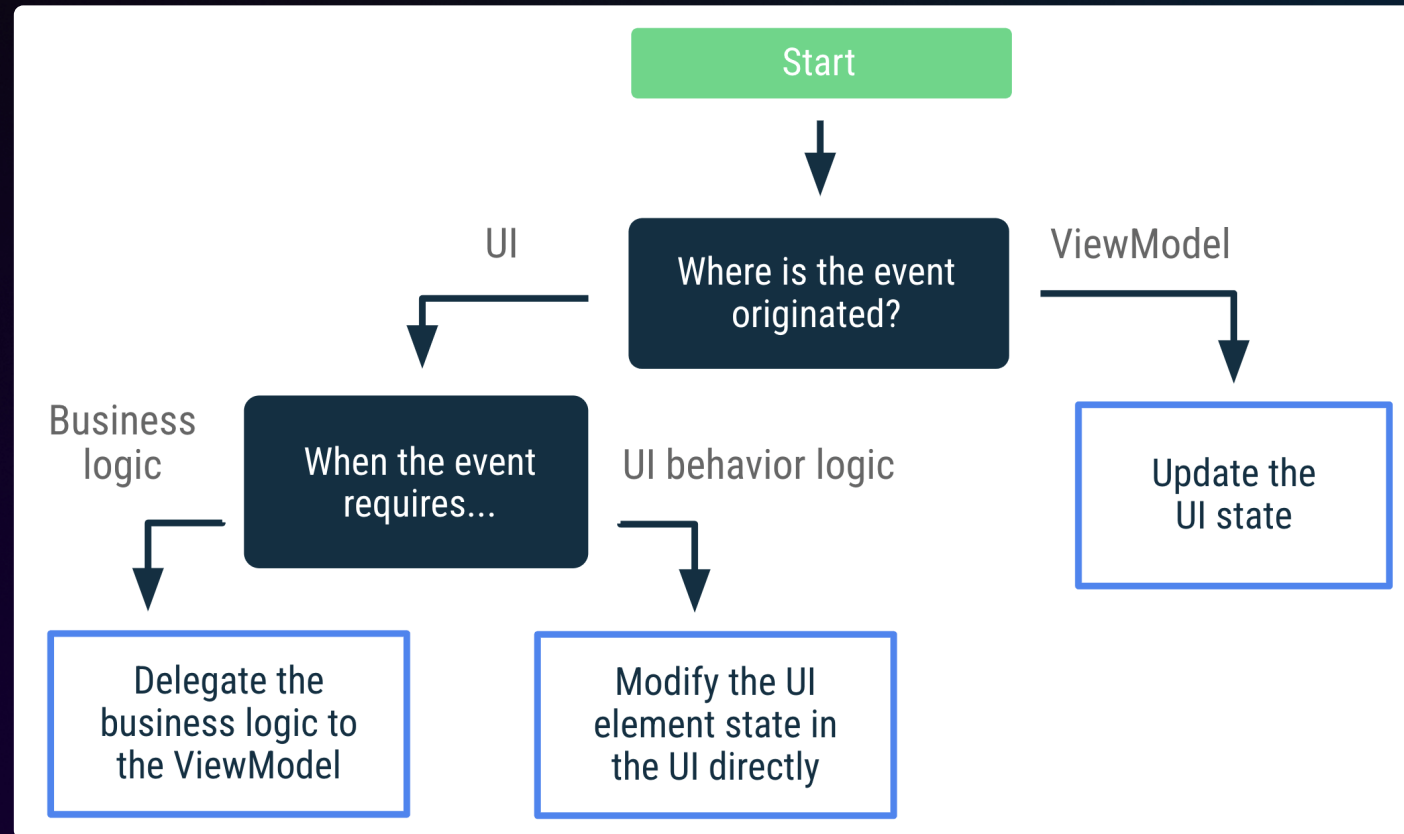 Start
UI
ViewModel
Where is the event
originated?
Business
logic
When the event
requires...
UI behavior logic
Update the
UI state
Delegate the
business logic to
the ViewModel
Modify the UI
element state in
the UI directly